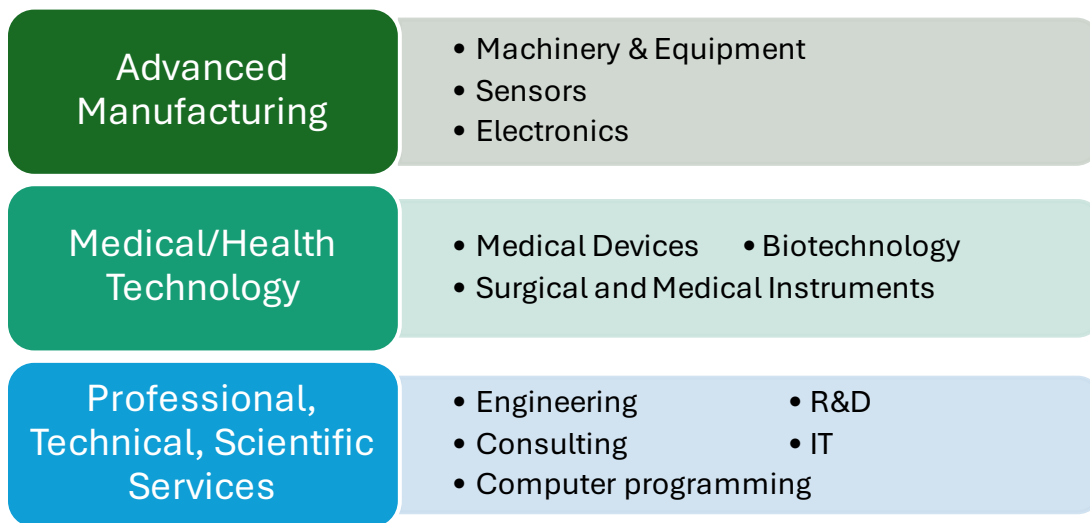 Advanced
Manufacturing
• Machinery & Equipment
• Sensors
• Electronics
Medical/Health
Technology
• Medical Devices • Biotechnology
• Surgical and Medical Instruments
Professional,
Technical, Scientific
Services
• Engineering • R&D
• Consulting • IT
• Computer programming